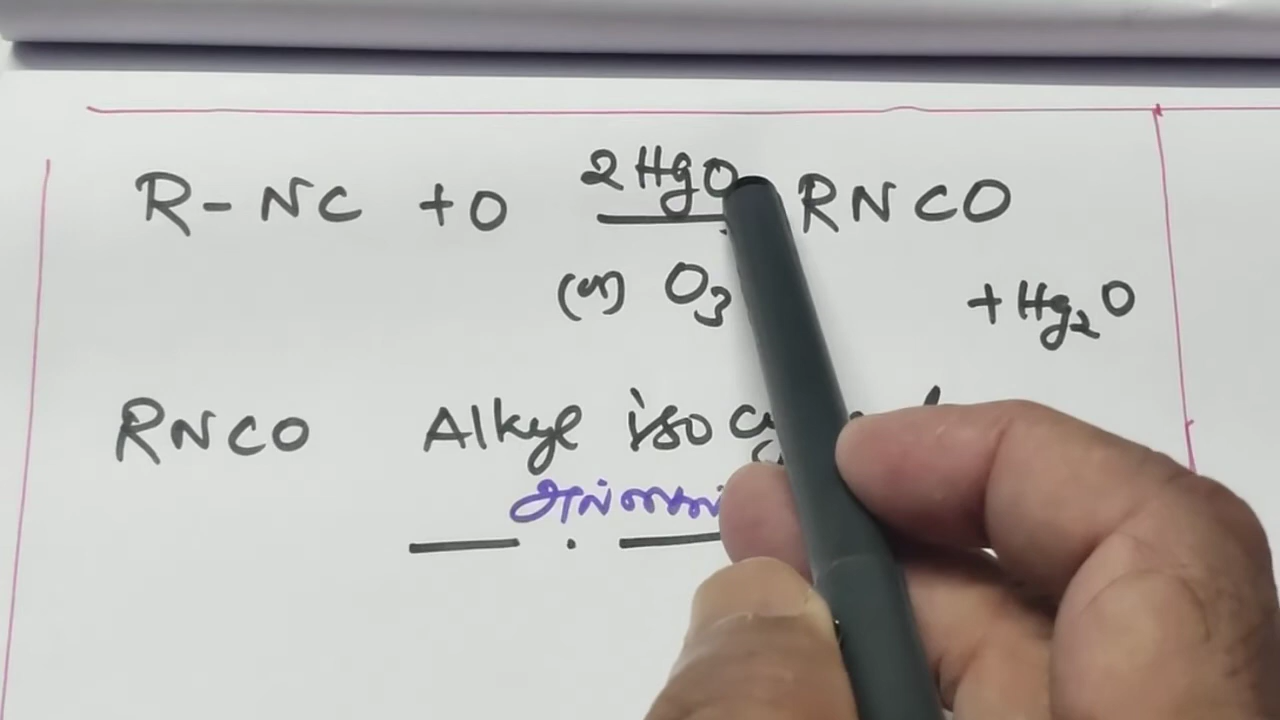 R-NC + O 2HgO RNCO
(or) O3 + Hg2O
RNCO Alkyl iso